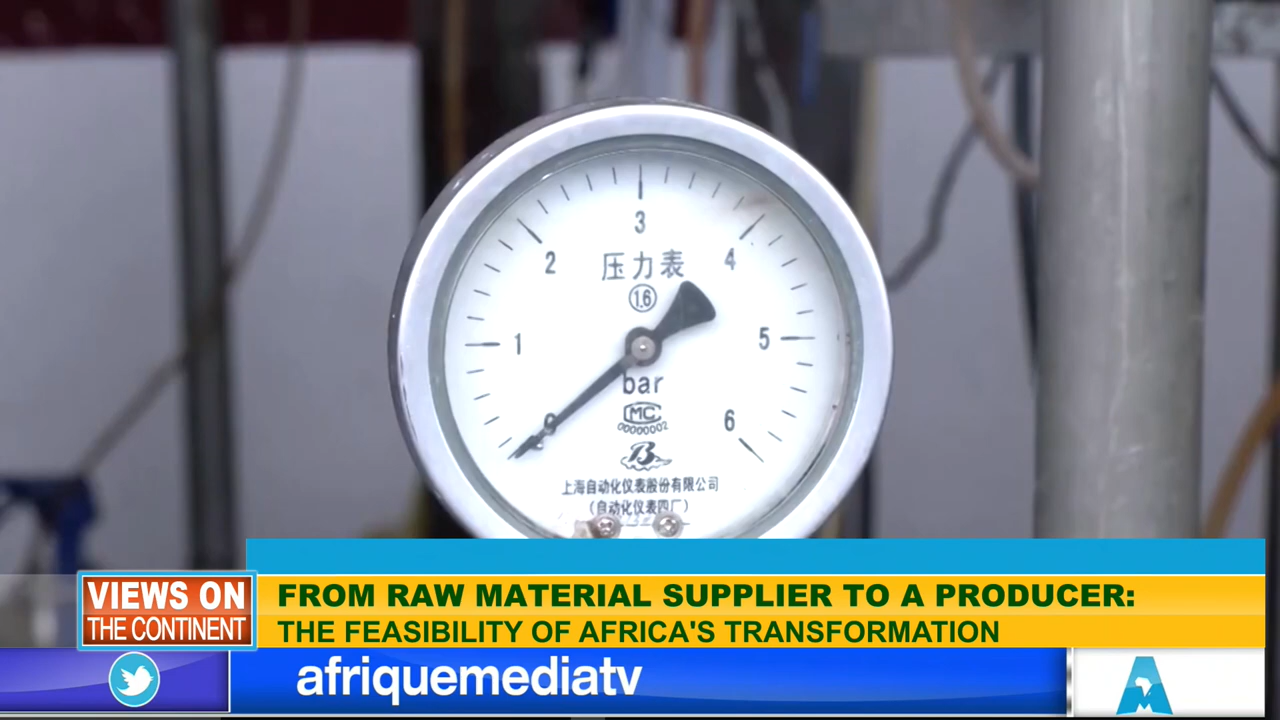 3
2
4
压力表
1.6
1
5
bar
0
6
MC
00000002
B
上海自动化仪表股份有限公司
(自动化仪表四厂)
VIEWS ON
THE CONTINENT
FROM RAW MATERIAL SUPPLIER TO A PRODUCER:
THE FEASIBILITY OF AFRICA'S TRANSFORMATION
afriquemediatv